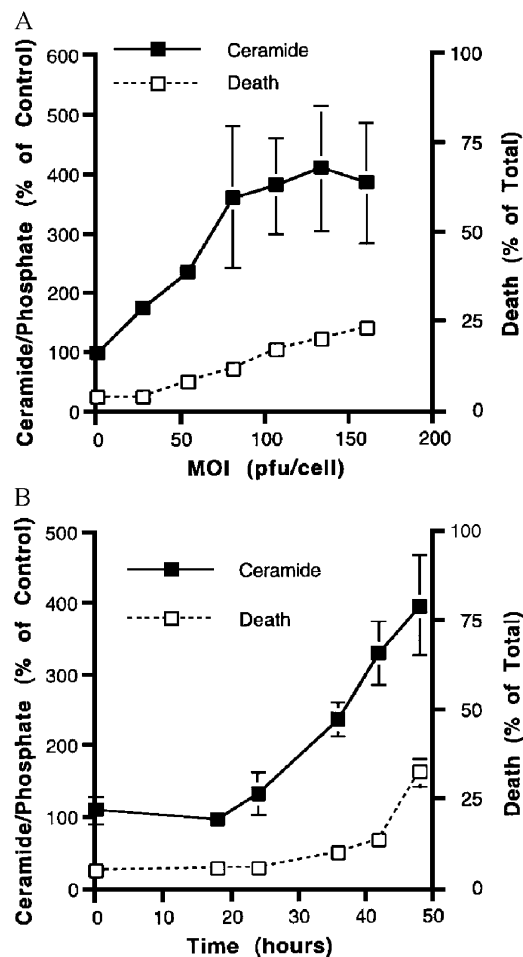 A
Ceramide
Death
Ceramide/Phosphate (% of Control)
600
500
400
300
200
100
0
Death (% of Total)
100
75
50
25
0
0 50 100 150 200
MOI (pfu/cell)
B
Ceramide
Death
Ceramide/Phosphate (% of Control)
500
400
300
200
100
0
Death (% of Total)
100
75
50
25
0
0 10 20 30 40 50
Time (hours)